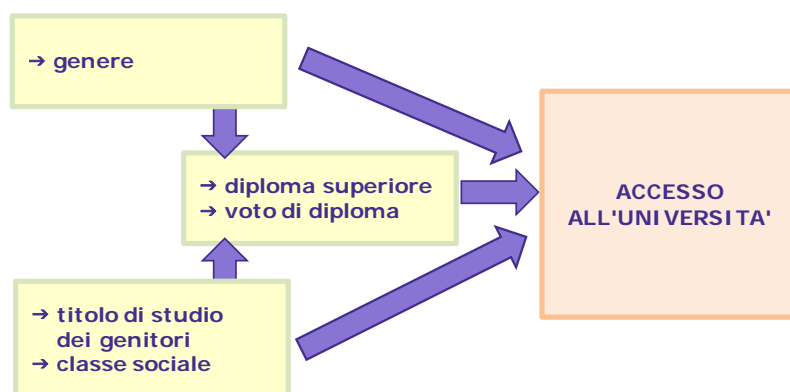 → genere
→ diploma superiore
→ voto di diploma
ACCESSO
ALL'UNIVERSITA'
→ titolo di studio
dei genitori
→ classe sociale